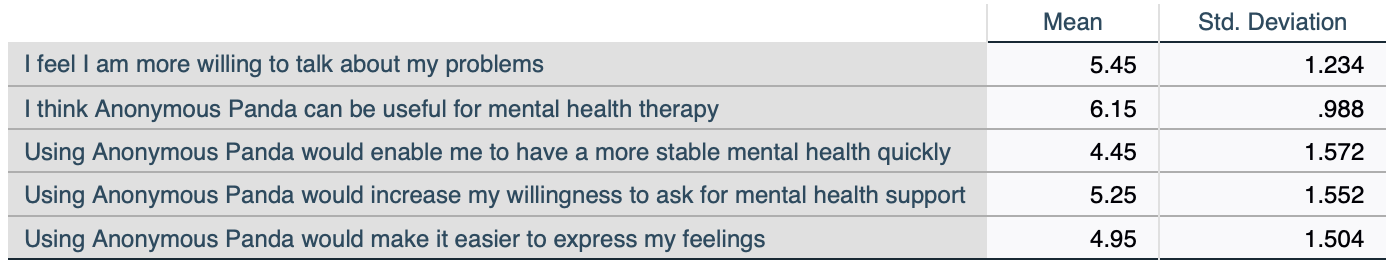 Mean Std. Deviation
I feel I am more willing to talk about my problems 5.45 1.234
I think Anonymous Panda can be useful for mental health therapy 6.15 .988
Using Anonymous Panda would enable me to have a more stable mental health quickly 4.45 1.572
Using Anonymous Panda would increase my willingness to ask for mental health support 5.25 1.552
Using Anonymous Panda would make it easier to express my feelings 4.95 1.504